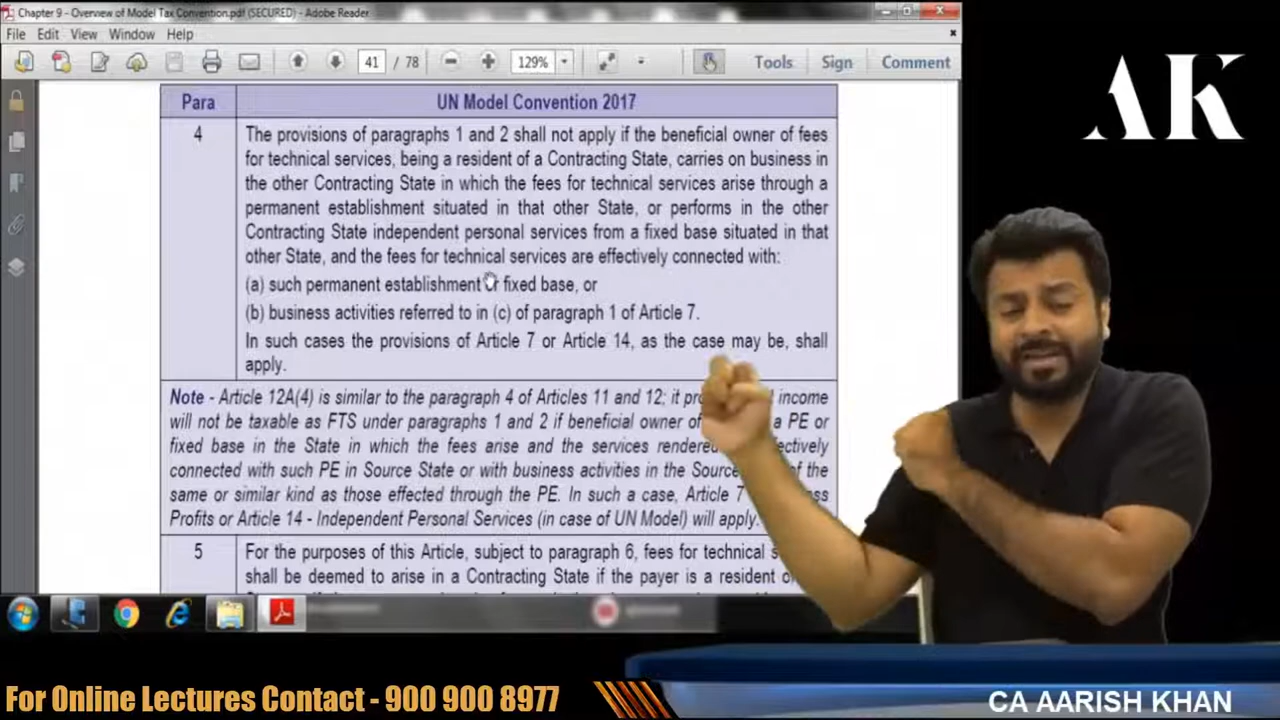 Chapter 9 - Overview of Model Tax Convention.pdf (SECURED) - Adobe Reader
File Edit View Window Help
41 / 78 129% Tools Sign Comment
AK
Para UN Model Convention 2017
4 The provisions of paragraphs 1 and 2 shall not apply if the beneficial owner of fees
for technical services, being a resident of a Contracting State, carries on business in
the other Contracting State in which the fees for technical services arise through a
permanent establishment situated in that other State, or performs in the other
Contracting State independent personal services from a fixed base situated in that
other State, and the fees for technical services are effectively connected with:
(a) such permanent establishment or fixed base, or
(b) business activities referred to in (c) of paragraph 1 of Article 7.
In such cases the provisions of Article 7 or Article 14, as the case may be, shall
apply.
Note - Article 12A(4) is similar to the paragraph 4 of Articles 11 and 12; it income
will not be taxable as FTS under paragraphs 1 and 2 if beneficial owner of a PE or
fixed base in the State in which the fees arise and the services rendered
connected with such PE in Source State or with business activities in the Source of the
same or similar kind as those effected through the PE. In such a case, Article 7
Profits or Article 14 - Independent Personal Services (in case of UN Model) will apply.
5 For the purposes of this Article, subject to paragraph 6, fees for technical
shall be deemed to arise in a Contracting State if the payer is a resident
For Online Lectures Contact - 900 900 8977
CA AARISH KHAN